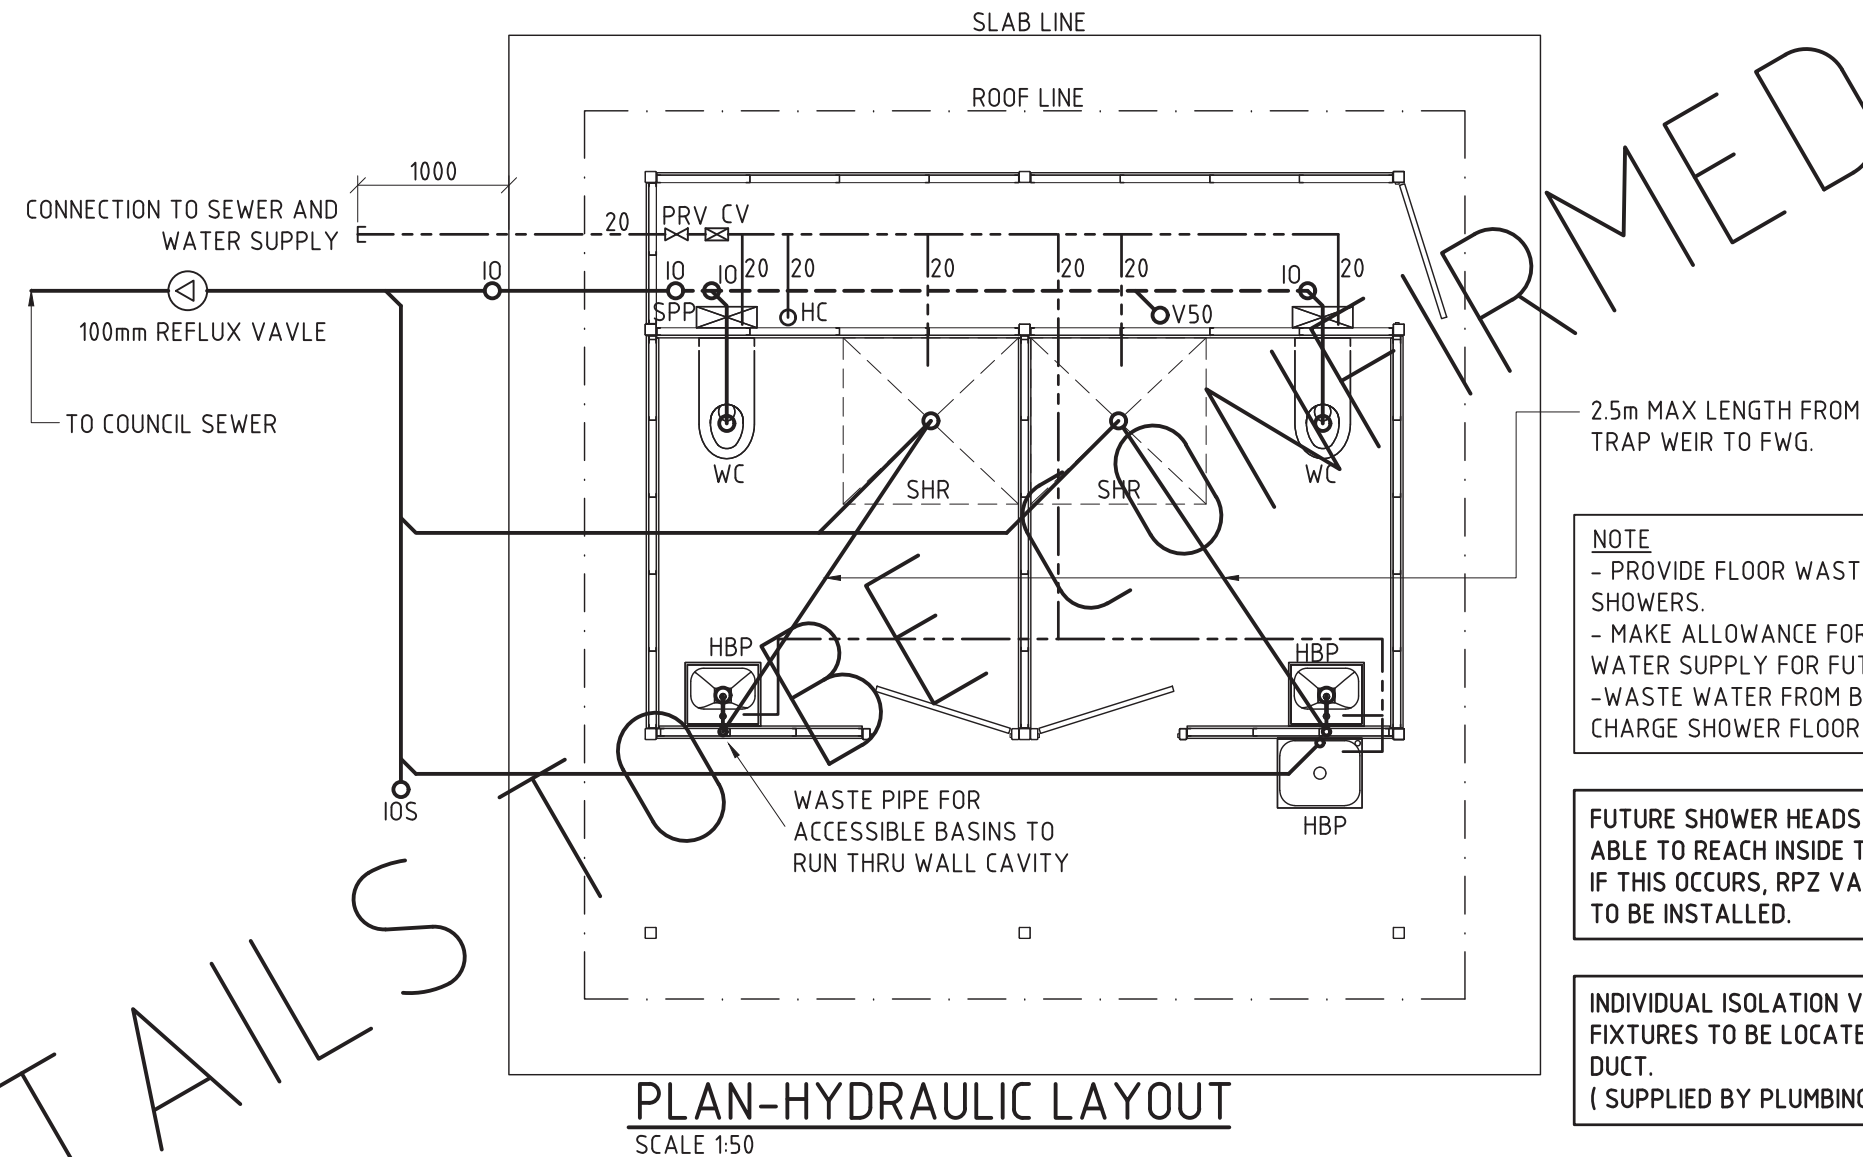 SLAB LINE
ROOF LINE
1000
CONNECTION TO SEWER AND
WATER SUPPLY
E
20
PRV
CV
IO
IO
IO
20
20
20
20
20
IO
20
SPP
HC
V50
100mm REFLUX VAVLE
TO COUNCIL SEWER
WC
SHR
SHR
WC
2.5m MAX LENGTH FROM
TRAP WEIR TO FWG.
NOTE
- PROVIDE FLOOR WAST
SHOWERS.
- MAKE ALLOWANCE FOR
WATER SUPPLY FOR FUT
-WASTE WATER FROM B
CHARGE SHOWER FLOOR
HBP
HBP
IOS
WASTE PIPE FOR
ACCESSIBLE BASINS TO
RUN THRU WALL CAVITY
HBP
FUTURE SHOWER HEADS
ABLE TO REACH INSIDE T
IF THIS OCCURS, RPZ VA
TO BE INSTALLED.
INDIVIDUAL ISOLATION V
FIXTURES TO BE LOCATE
DUCT.
( SUPPLIED BY PLUMBING
TAILS TO BE CONFIRMED
PLAN-HYDRAULIC LAYOUT
SCALE 1:50